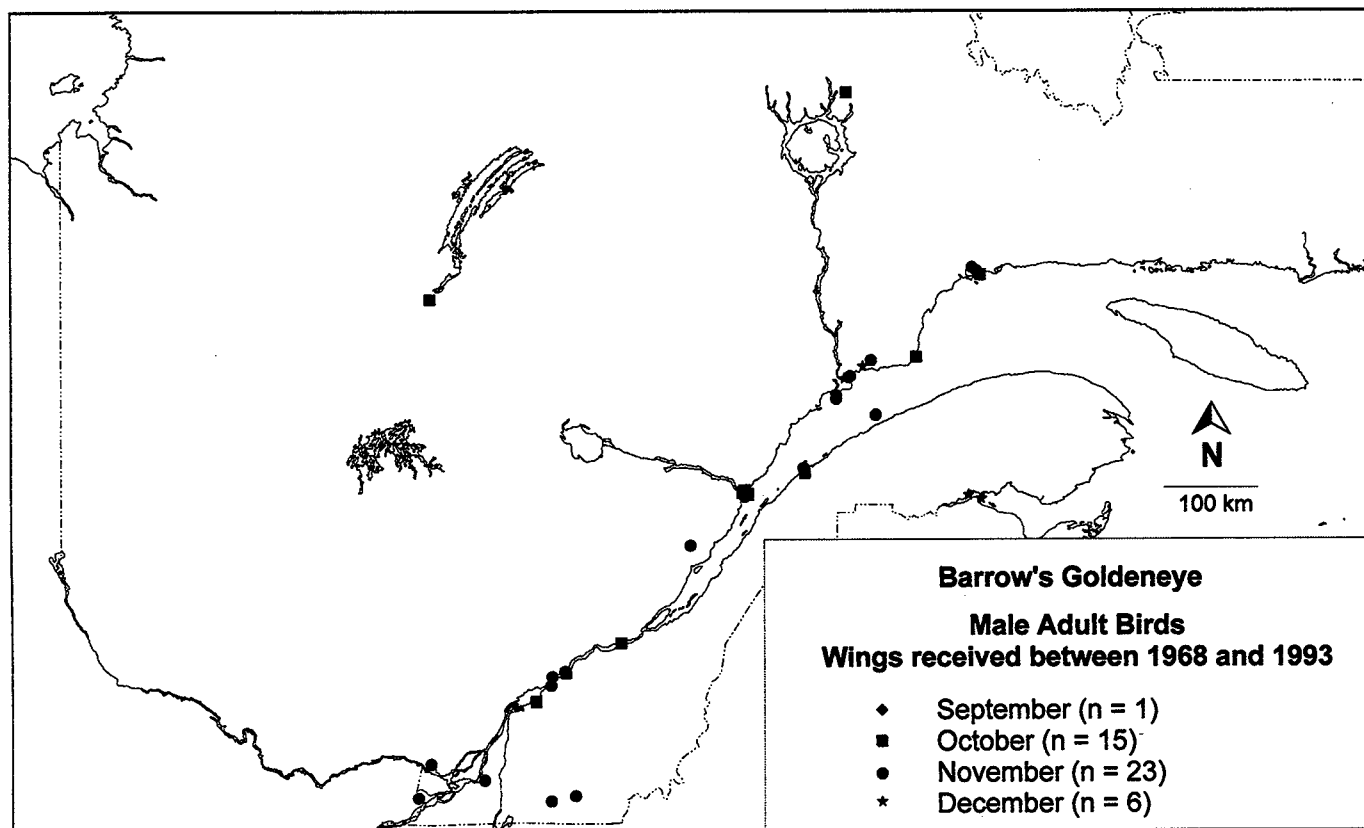 N
100 km
Barrow's Goldeneye
Male Adult Birds
Wings received between 1968 and 1993
September (n = 1)
October (n = 15)
November (n = 23)
December (n = 6)